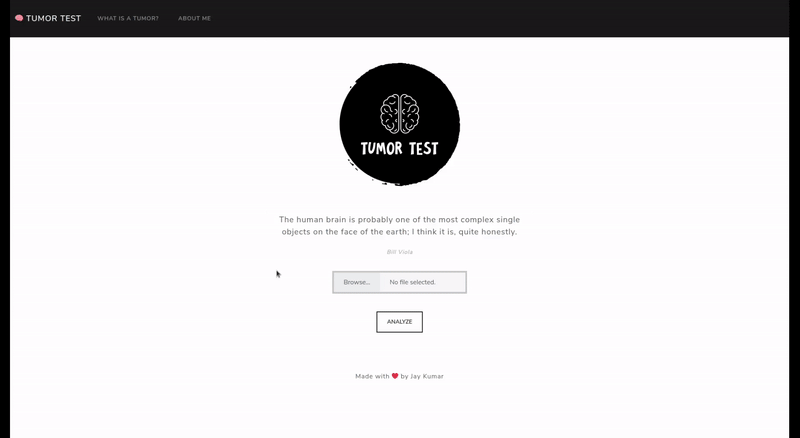 🧠 TUMOR TEST WHAT IS A TUMOR? ABOUT ME
TUMOR TEST
The human brain is probably one of the most complex single
objects on the face of the earth; I think it is, quite honestly.
Bill Viola
Browse... No file selected.
ANALYZE
Made with ❤️ by Jay Kumar